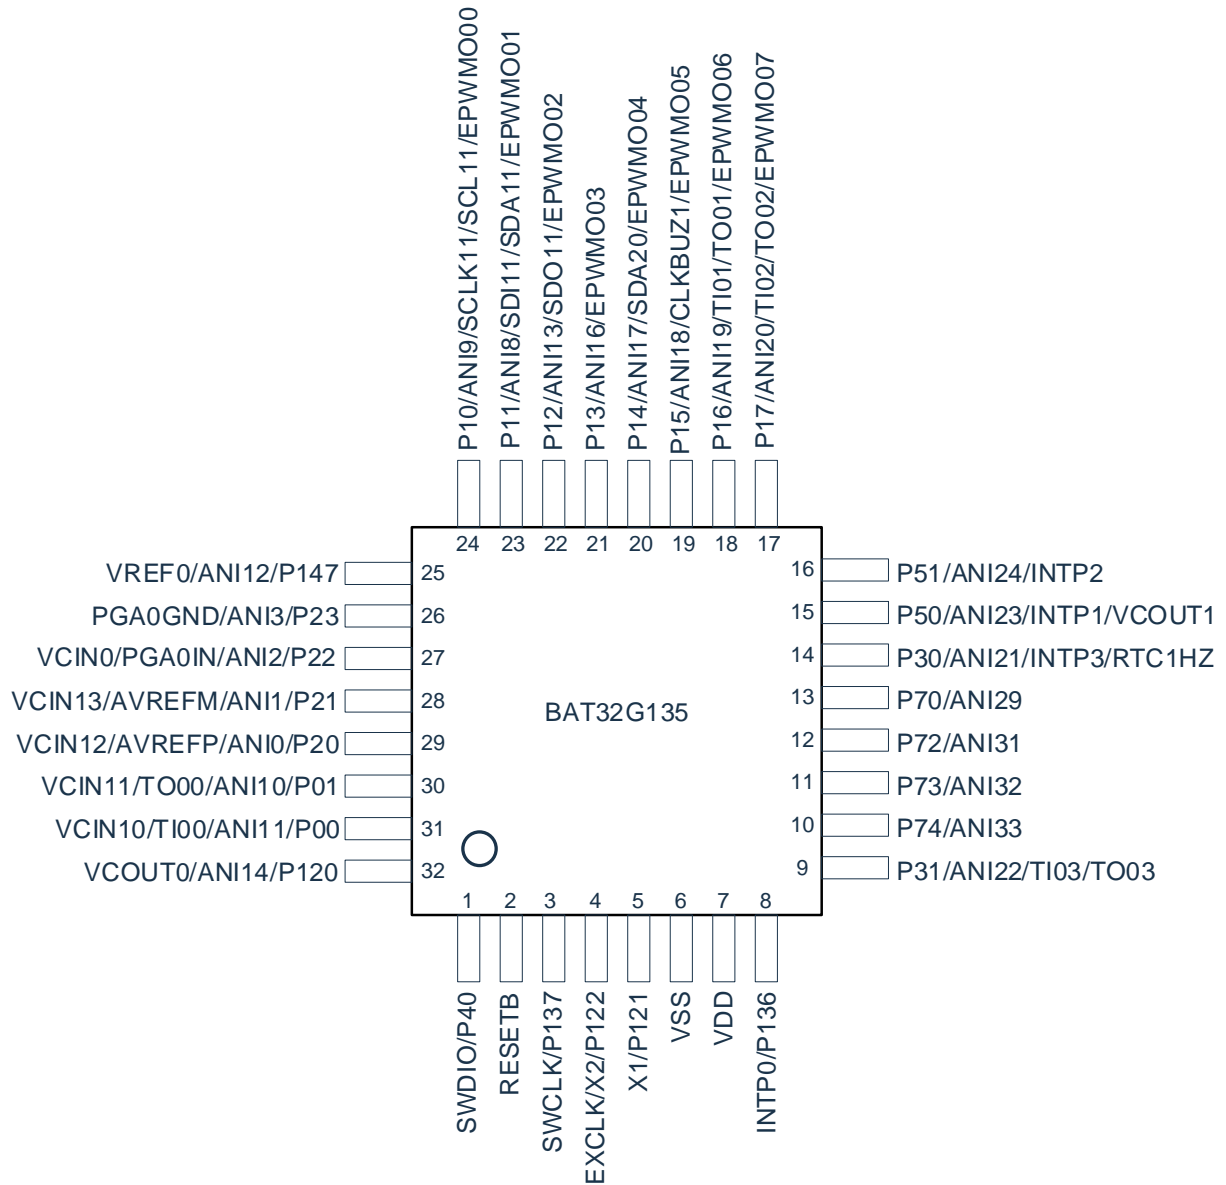 P10/ANI9/SCLK11/SCL11/EPWMO00
P11/ANI8/SDI11/SDA11/EPWMO01
P12/ANI13/SDO11/EPWMO02
P13/ANI16/EPWMO03
P14/ANI17/SDA20/EPWMO04
P15/ANI18/CLKBUZ1/EPWMO05
P16/ANI19/TI01/TO01/EPWMO06
P17/ANI20/TI02/TO02/EPWMO07
24 23 22 21 20 19 18 17
VREF0/ANI12/P147 25
PGA0GND/ANI3/P23 26
VCIN0/PGA0IN/ANI2/P22 27
VCIN13/AVREFM/ANI1/P21 28
VCIN12/AVREFP/ANI0/P20 29
VCIN11/TO00/ANI10/P01 30
VCIN10/TI00/ANI11/P00 31
VCOUT0/ANI14/P120 32
BAT32G135
16 P51/ANI24/INTP2
15 P50/ANI23/INTP1/VCOUT1
14 P30/ANI21/INTP3/RTC1HZ
13 P70/ANI29
12 P72/ANI31
11 P73/ANI32
10 P74/ANI33
9 P31/ANI22/TI03/TO03
1 2 3 4 5 6 7 8
SWDIO/P40
RESETB
SWCLK/P137
EXCLK/X2/P122
X1/P121
VSS
VDD
INTP0/P136